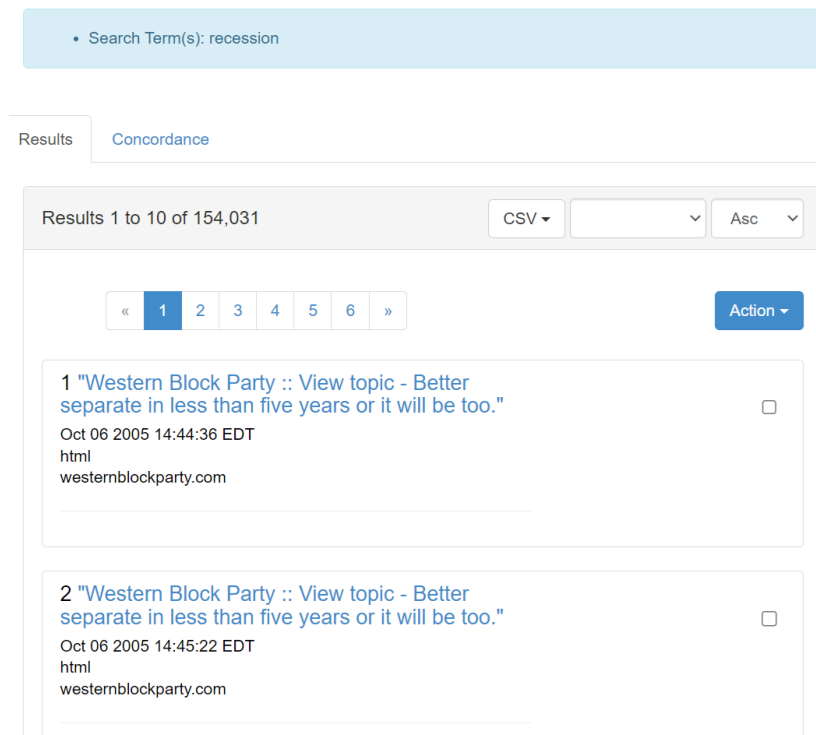 • Search Term(s): recession
Results
Concordance
Results 1 to 10 of 154,031
CSV
Asc
« 1 2 3 4 5 6 »
Action
1 "Western Block Party :: View topic - Better
separate in less than five years or it will be too."
Oct 06 2005 14:44:36 EDT
html
westernblockparty.com
2 "Western Block Party :: View topic - Better
separate in less than five years or it will be too."
Oct 06 2005 14:45:22 EDT
html
westernblockparty.com